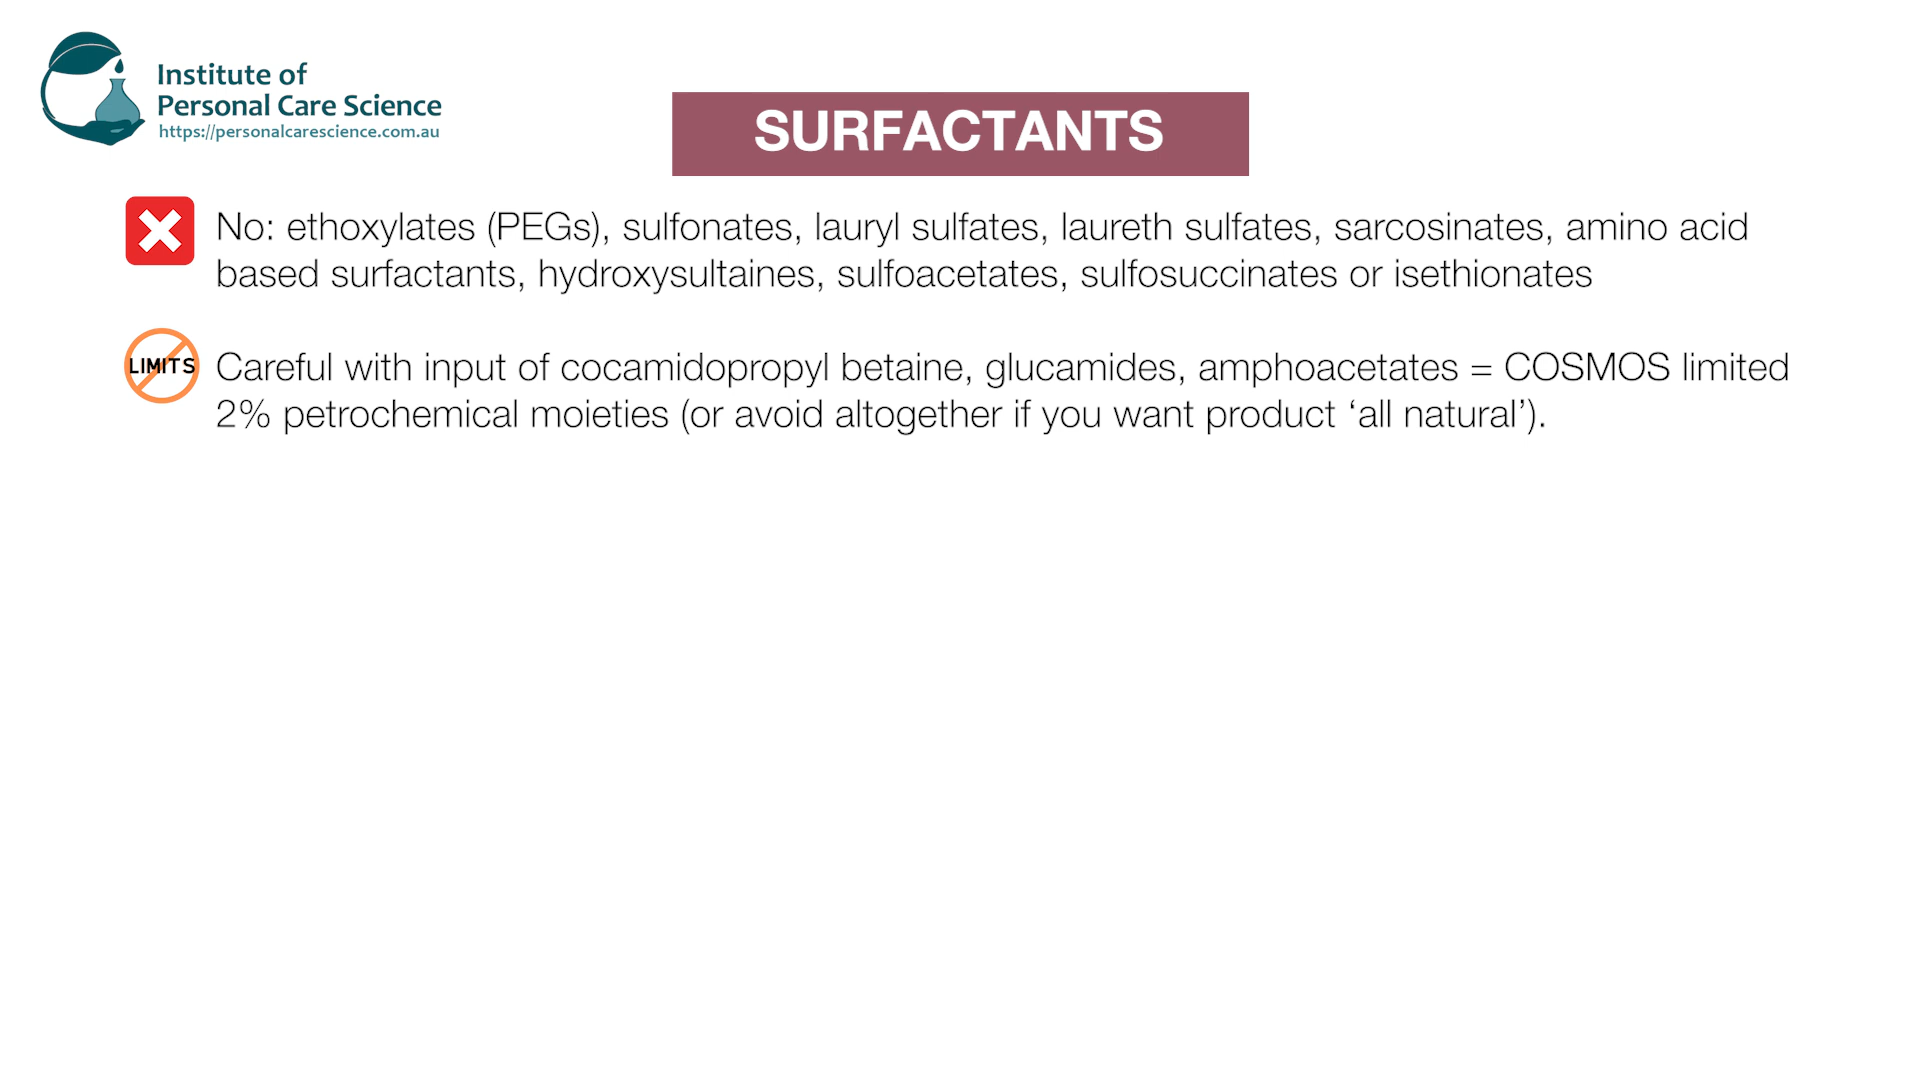 Institute of
Personal Care Science
https://personalcarescience.com.au
SURFACTANTS
No: ethoxylates (PEGs), sulfonates, lauryl sulfates, laureth sulfates, sarcosinates, amino acid
based surfactants, hydroxysultaines, sulfoacetates, sulfosuccinates or isethionates
LIMITS
Careful with input of cocamidopropyl betaine, glucamides, amphoacetates = COSMOS limited
2% petrochemical moieties (or avoid altogether if you want product ‘all natural’).